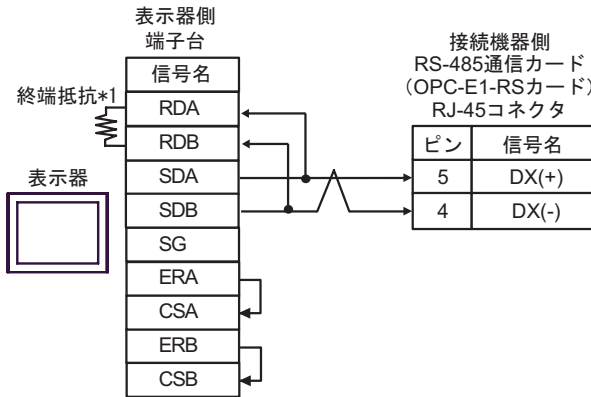 表示器側
端子台
信号名
RDA
RDB
SDA
SDB
SG
ERA
CSA
ERB
CSB
終端抵抗*1
表示器
接続機器側
RS-485通信カード
(OPC-E1-RSカード)
RJ-45コネクタ
ピン 信号名
5 DX(+)
4 DX(-)